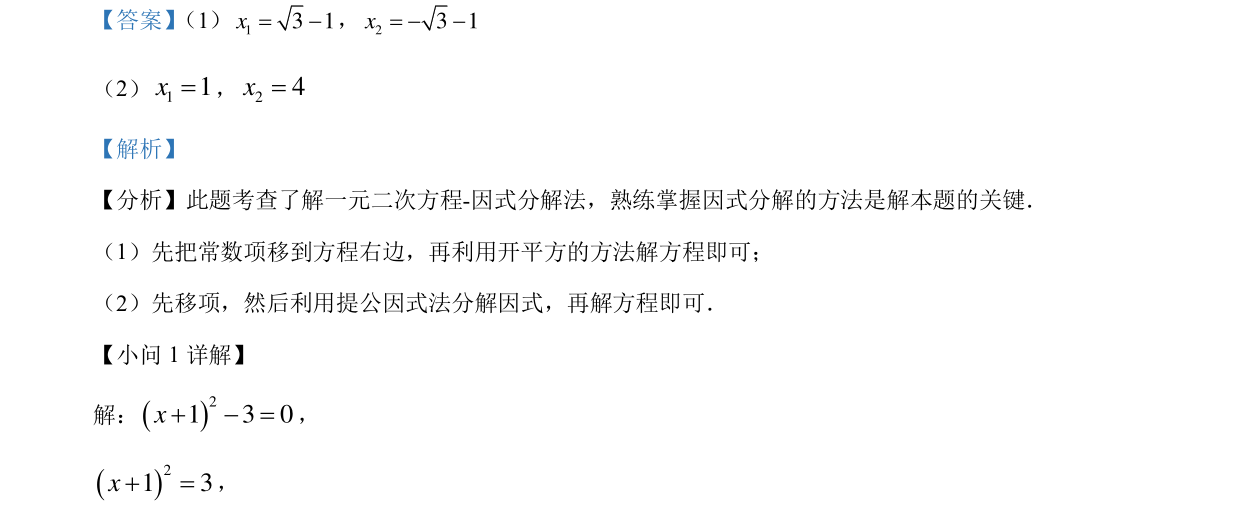 【答案】（1）x₁ = √3 −1，x₂ = −√3 −1
（2）x₁ = 1，x₂ = 4
【解析】
【分析】此题考查了解一元二次方程-因式分解法，熟练掌握因式分解的方法是解本题的关键．
（1）先把常数项移到方程右边，再利用开平方的方法解方程即可；
（2）先移项，然后利用提公因式法分解因式，再解方程即可．
【小问 1 详解】
解：(x+1)² −3 = 0，
(x+1)² = 3，